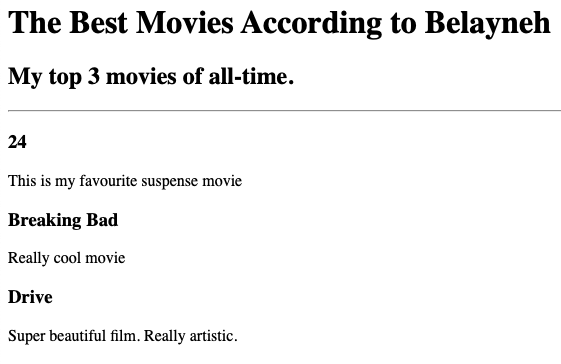 The Best Movies According to Belayneh
My top 3 movies of all-time.
24
This is my favourite suspense movie
Breaking Bad
Really cool movie
Drive
Super beautiful film. Really artistic.